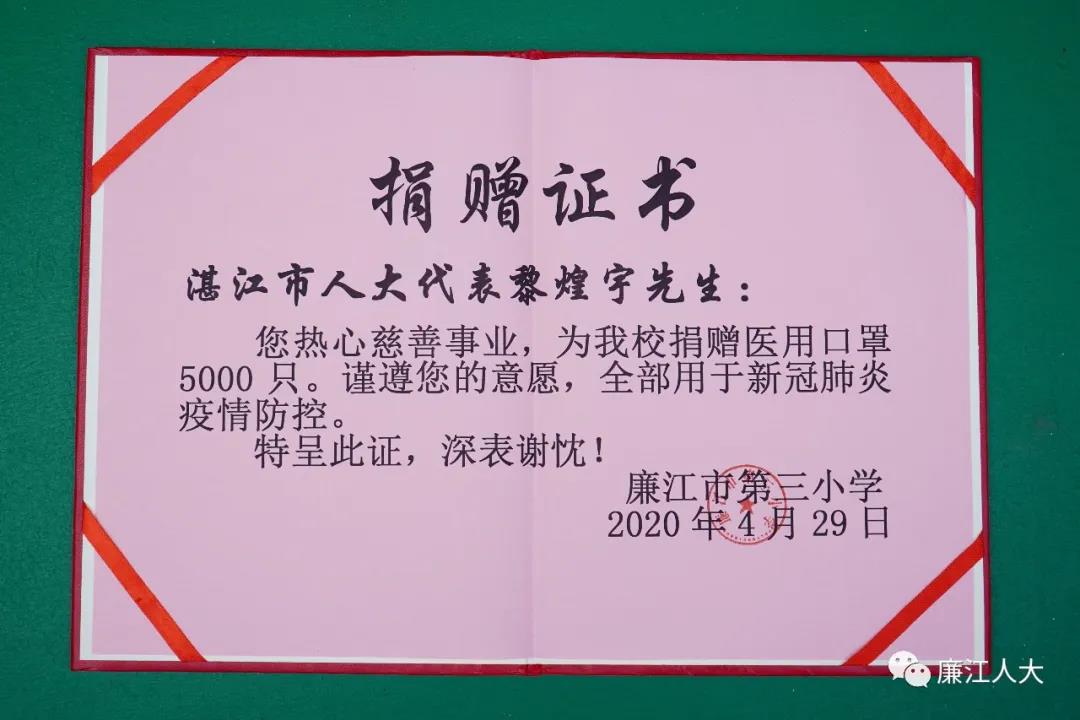 捐赠证书
湛江市人大代表黎煌宇先生：
您热心慈善事业，为我校捐赠医用口罩
5000 只。谨遵您的意愿，全部用于新冠肺炎
疫情防控。
特呈此证，深表谢忱！
廉江市第三小学
2020 年 4 月 29 日
廉江人大